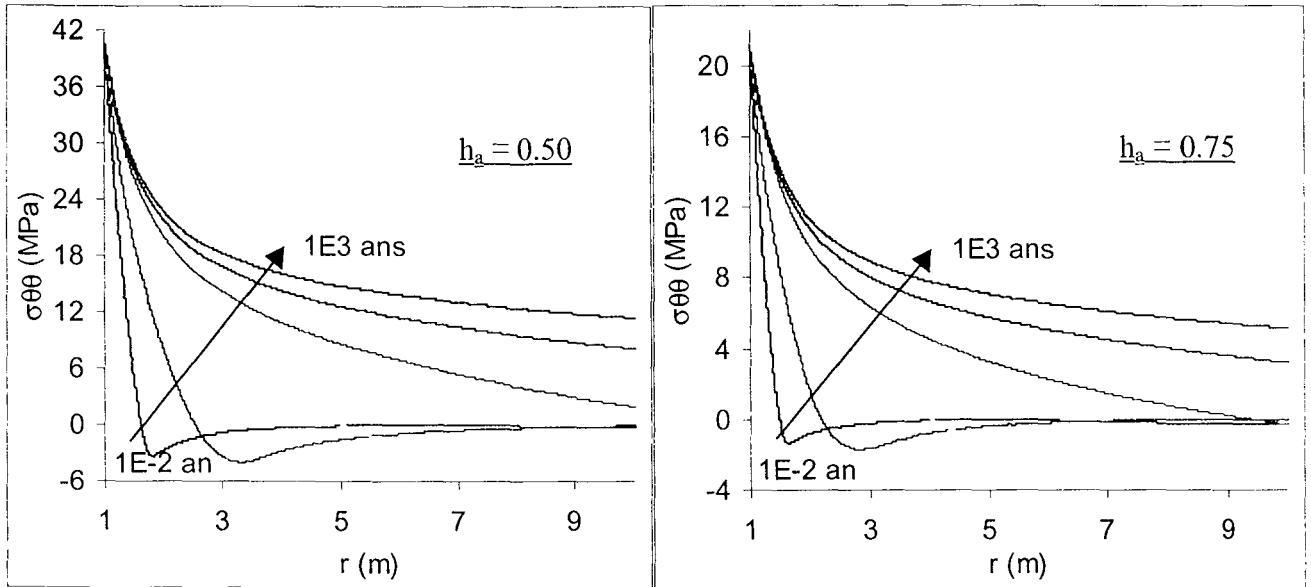 42
36
30
24
18
12
6
0
-6
σθθ (MPa)
h_a = 0.50
1E3 ans
1E-2 an
1 3 5 7 9
r (m)
20
16
12
8
4
0
-4
σθθ (MPa)
h_a = 0.75
1E3 ans
1E-2 an
1 3 5 7 9
r (m)